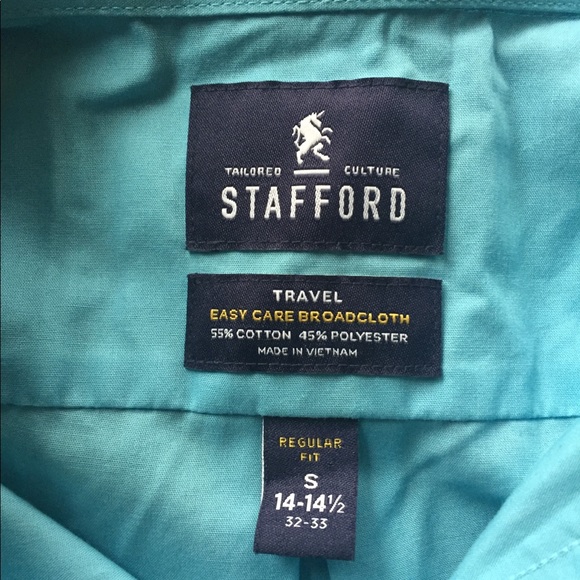 TAILORED CULTURE
STAFFORD
TRAVEL
EASY CARE BROADCLOTH
55% COTTON 45% POLYESTER
MADE IN VIETNAM
REGULAR
FIT
S
14-14½
32-33